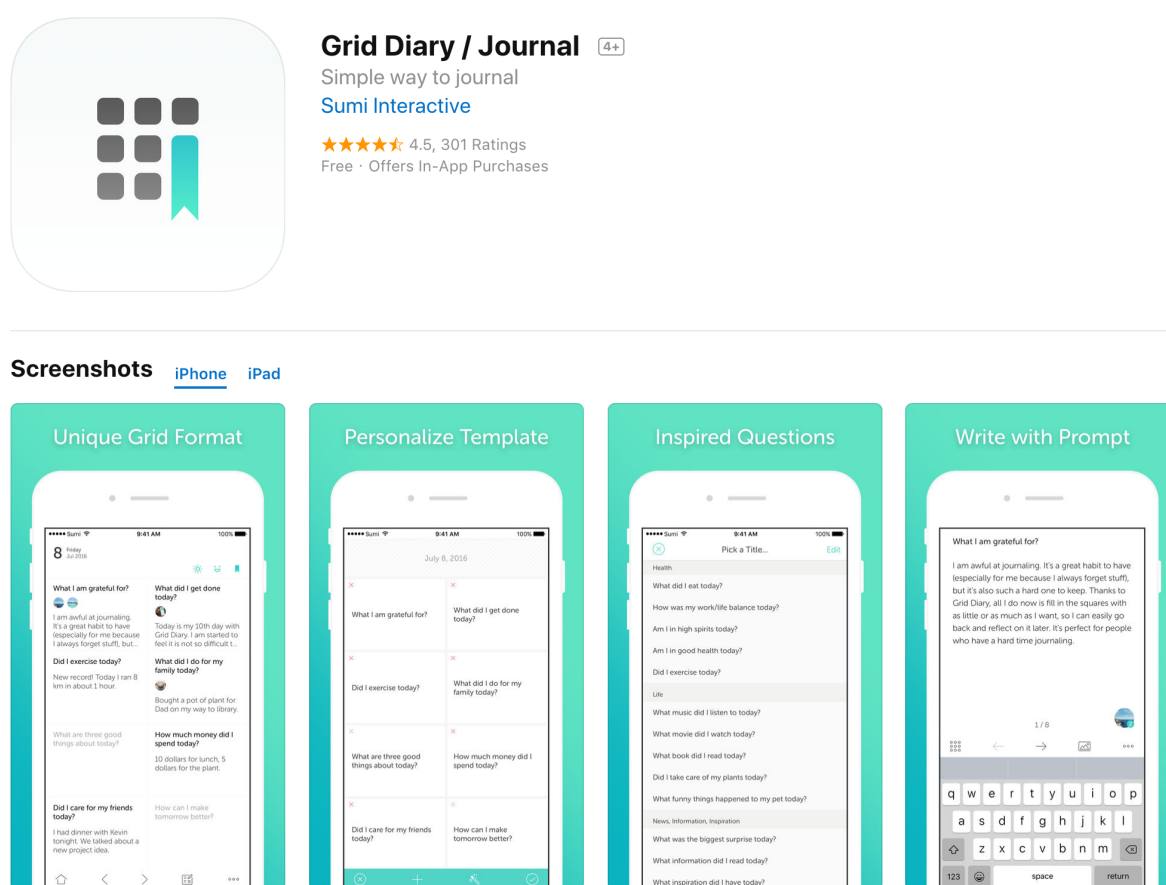 Grid Diary / Journal 4+
Simple way to journal
Sumi Interactive
4.5, 301 Ratings
Free · Offers In-App Purchases
Screenshots iPhone iPad
Unique Grid Format
Sumi 9:41 AM 100%
8 Friday
Jul 2016
What I am grateful for?
I am awful at journaling.
It's a great habit to have
(especially for me because
I always forget stuff), but...
What did I get done
today?
Today is my 10th day with
Grid Diary. I am started to
feel it is not so difficult t...
Did I exercise today?
New record! Today I ran 8
km in about 1 hour.
What did I do for my
family today?
Bought a pot of plant for
Dad on my way to library.
What are three good
things about today?
How much money did I
spend today?
10 dollars for lunch, 5
dollars for the plant.
Did I care for my friends
today?
I had dinner with Kevin
tonight. We talked about a
new project idea.
How can I make
tomorrow better?
Personalize Template
Sumi 9:41 AM 100%
July 8, 2016
What I am grateful for?
What did I get done
today?
Did I exercise today?
What did I do for my
family today?
What are three good
things about today?
How much money did I
spend today?
Did I care for my friends
today?
How can I make
tomorrow better?
Inspired Questions
Sumi 9:41 AM 100%
Pick a Title... Edit
Health
What did I eat today?
How was my work/life balance today?
Am I in high spirits today?
Am I in good health today?
Did I exercise today?
Life
What music did I listen to today?
What movie did I watch today?
What book did I read today?
Did I take care of my plants today?
What funny things happened to my pet today?
News, Information, Inspiration
What was the biggest surprise today?
What information did I read today?
What inspiration did I have today?
Write with Prompt
What I am grateful for?
I am awful at journaling. It's a great habit to have
(especially for me because I always forget stuff),
but it's also such a hard one to keep. Thanks to
Grid Diary, all I do now is fill in the squares with
as little or as much as I want, so I can easily go
back and reflect on it later. It's perfect for people
who have a hard time journaling.
1 / 8
q w e r t y u i o p
a s d f g h j k l
z x c v b n m
123 space return